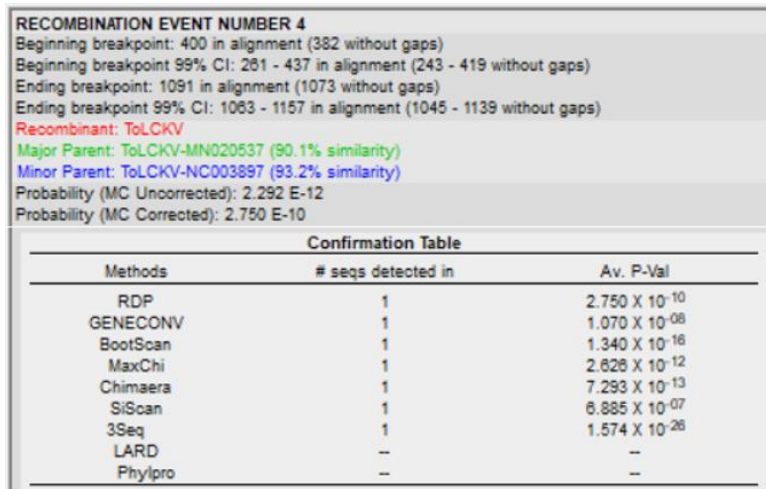 RECOMBINATION EVENT NUMBER 4
Beginning breakpoint: 400 in alignment (382 without gaps)
Beginning breakpoint 99% CI: 261 - 437 in alignment (243 - 419 without gaps)
Ending breakpoint: 1091 in alignment (1073 without gaps)
Ending breakpoint 99% CI: 1063 - 1157 in alignment (1045 - 1139 without gaps)
Recombinant: ToLCKV
Major Parent: ToLCKV-MN020537 (90.1% similarity)
Minor Parent: ToLCKV-NC003897 (93.2% similarity)
Probability (MC Uncorrected): 2.292 E-12
Probability (MC Corrected): 2.750 E-10
Confirmation Table
Methods # seqs detected in Av. P-Val
RDP 1 2.750 X 10⁻¹⁰
GENECONV 1 1.070 X 10⁻⁰⁸
BootScan 1 1.340 X 10⁻¹⁶
MaxChi 1 2.626 X 10⁻¹²
Chimaera 1 7.293 X 10⁻¹³
SiScan 1 6.885 X 10⁻⁰⁷
3Seq 1 1.574 X 10⁻²⁶
LARD -- --
Phylpro -- --